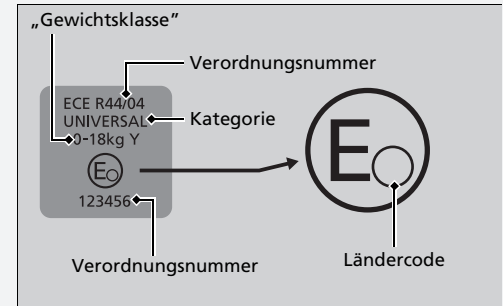 „Gewichtsklasse”
Verordnungsnummer
ECE R44/04
UNIVERSAL
Kategorie
0-18kg Y
E
E
123456
Verordnungsnummer
Ländercode